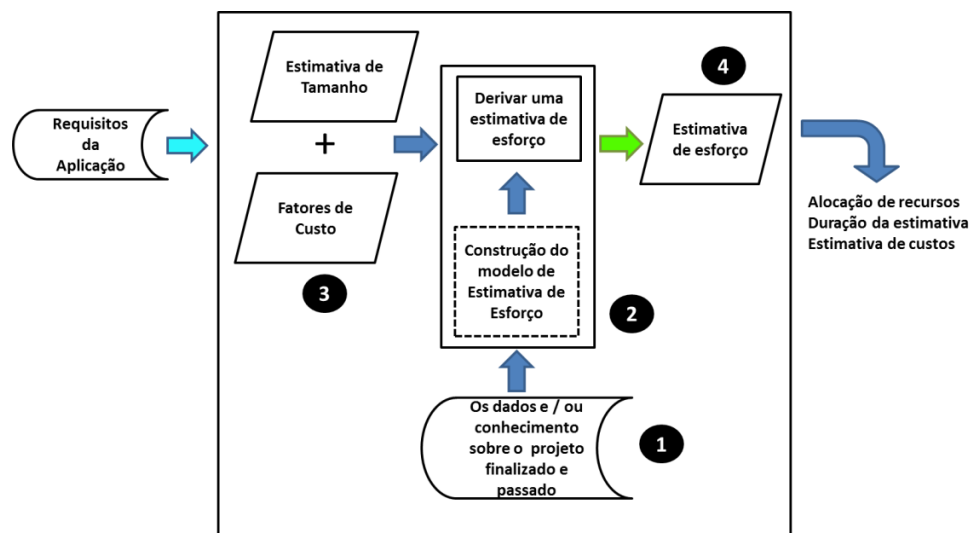 Requisitos
da
Aplicação
Estimativa de
Tamanho
+
Fatores de
Custo
3
Derivar uma
estimativa de
esforço
Construção do
modelo de
Estimativa de
Esforço
2
Os dados e / ou
conhecimento
sobre o projeto
finalizado e
passado
1
4
Estimativa
de esforço
Alocação de recursos
Duração da estimativa
Estimativa de custos